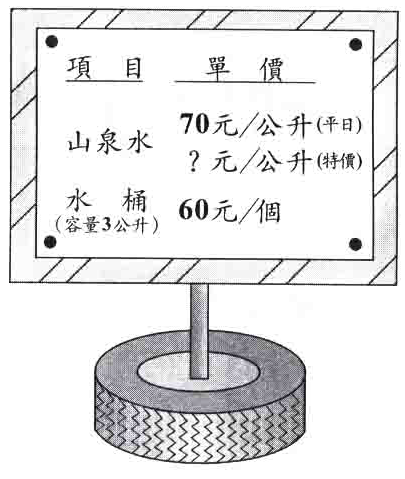 項目 單價
山泉水 70元/公升(平日)
？元/公升(特價)
水桶 60元/個
(容量3公升)